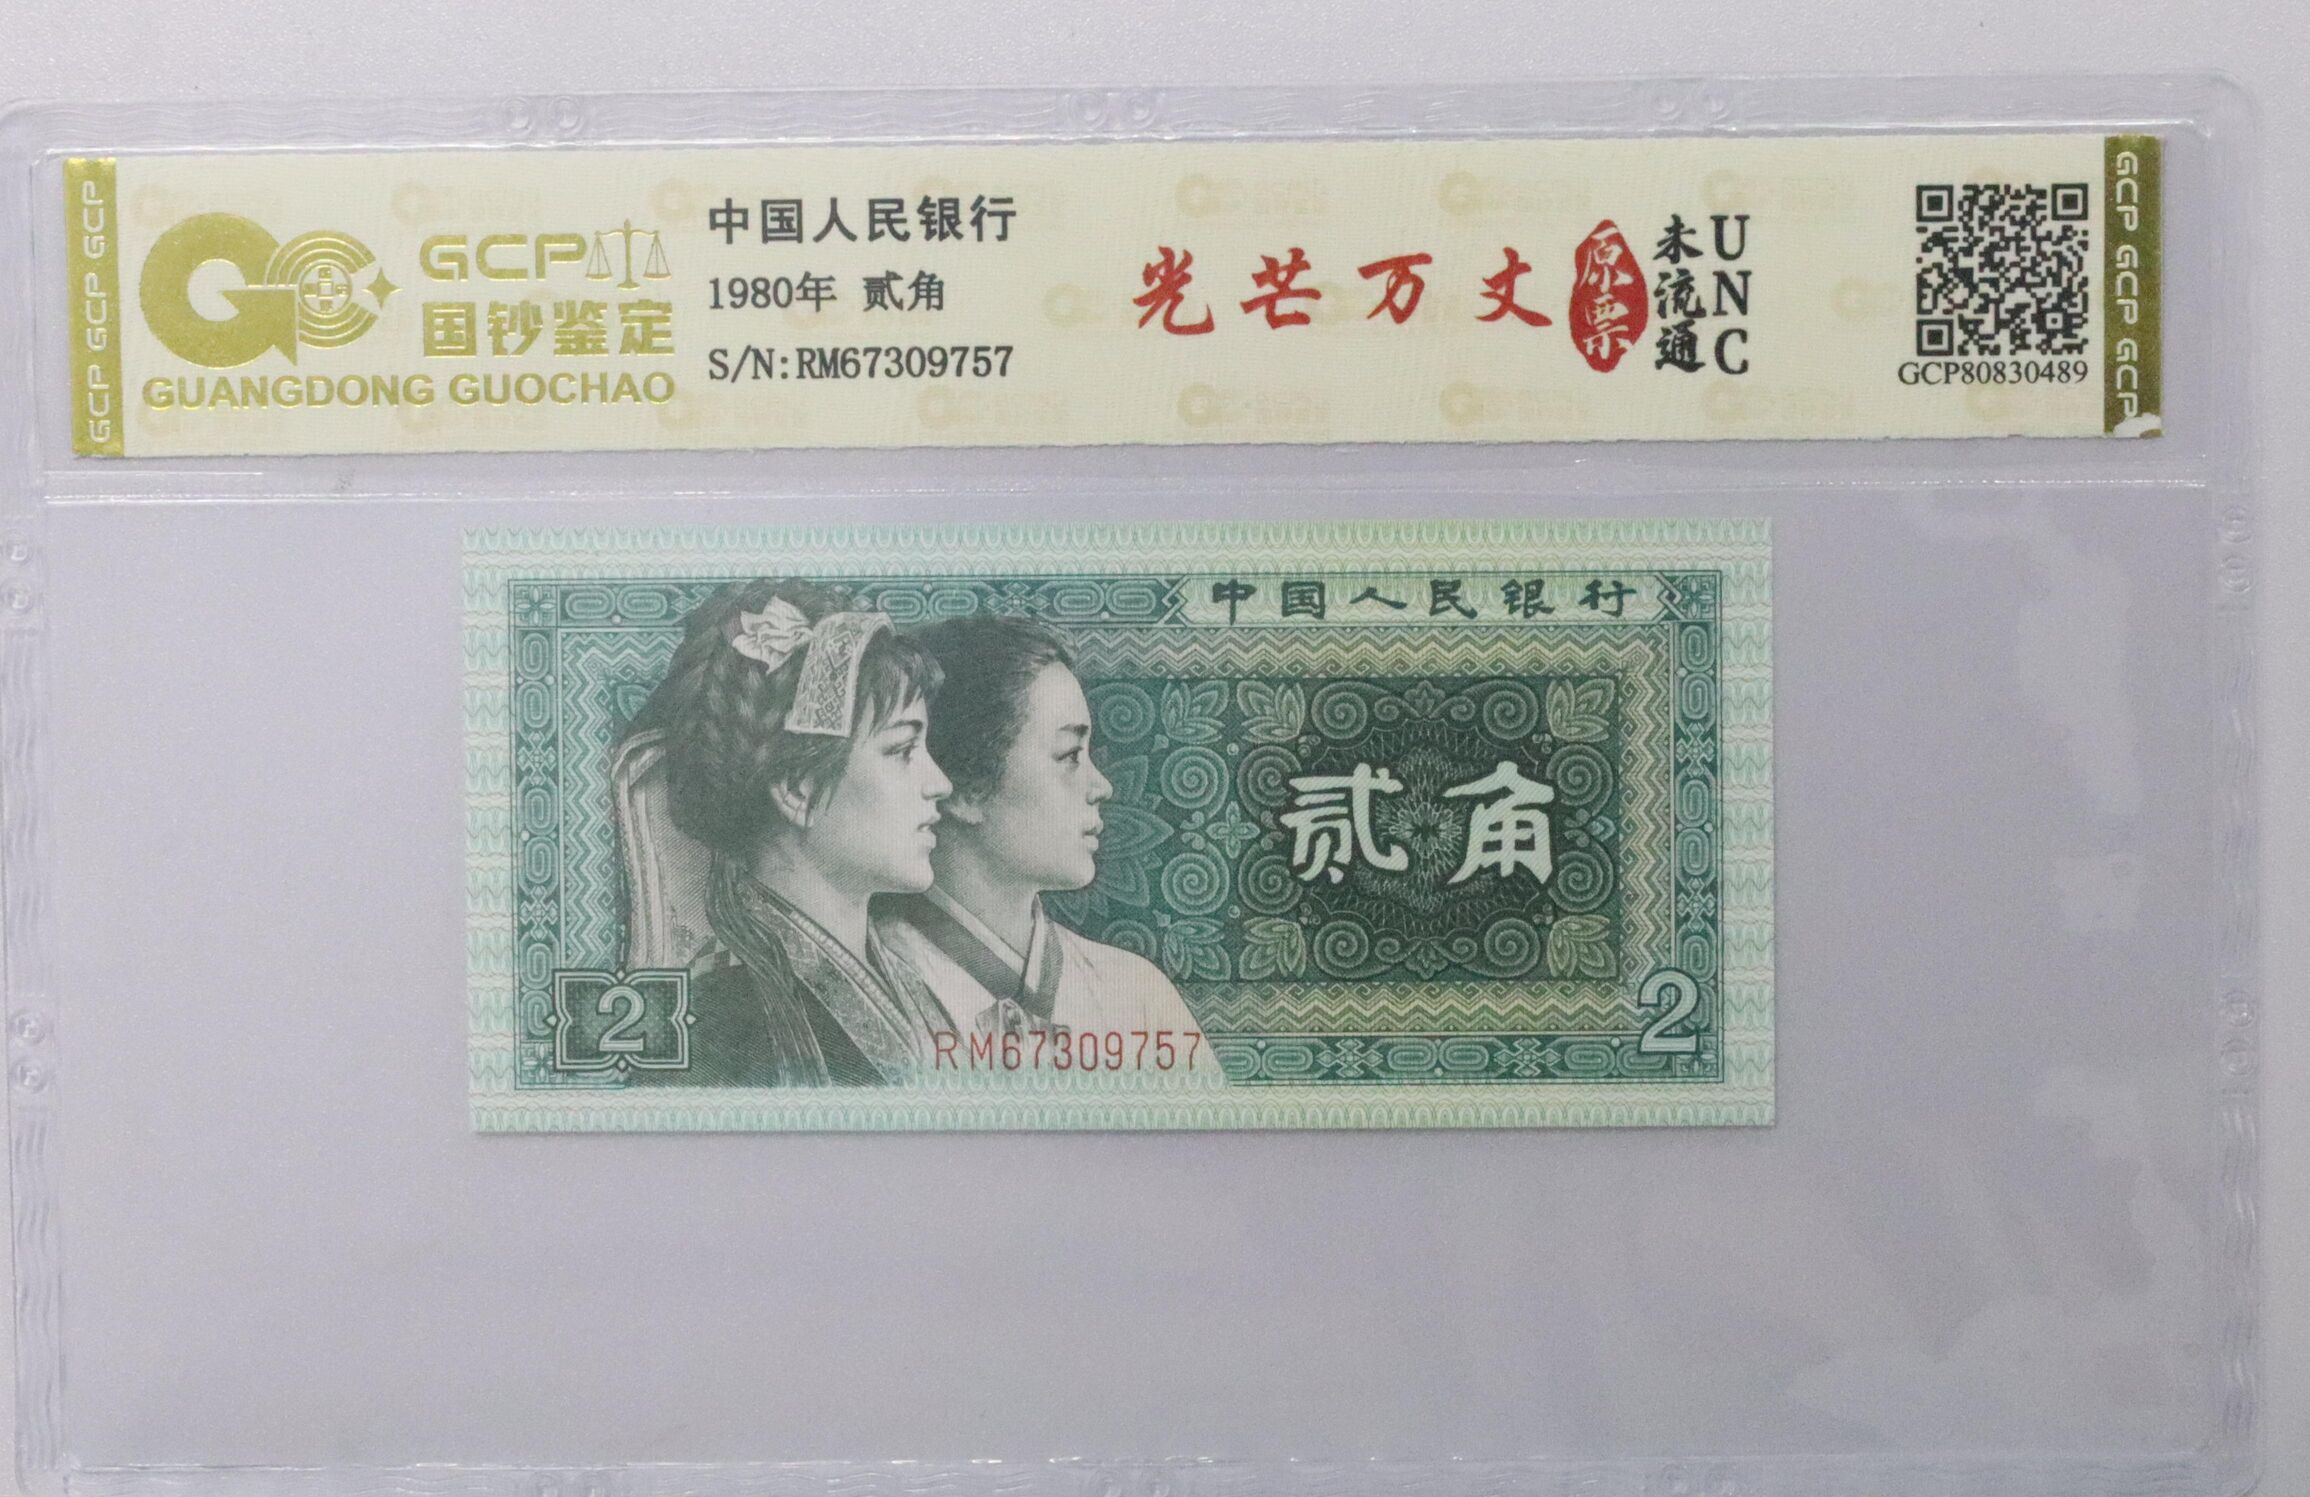 GCP GCP GCP
GCP
国钞鉴定
GUANGDONG GUOCHAO
中国人民银行
1980年 贰角
S/N:RM67309757
光芒万丈
原票
未流通
UNC
GCP80830489
GCP GCP GCP
中国人民银行
贰角
2
RM67309757
2